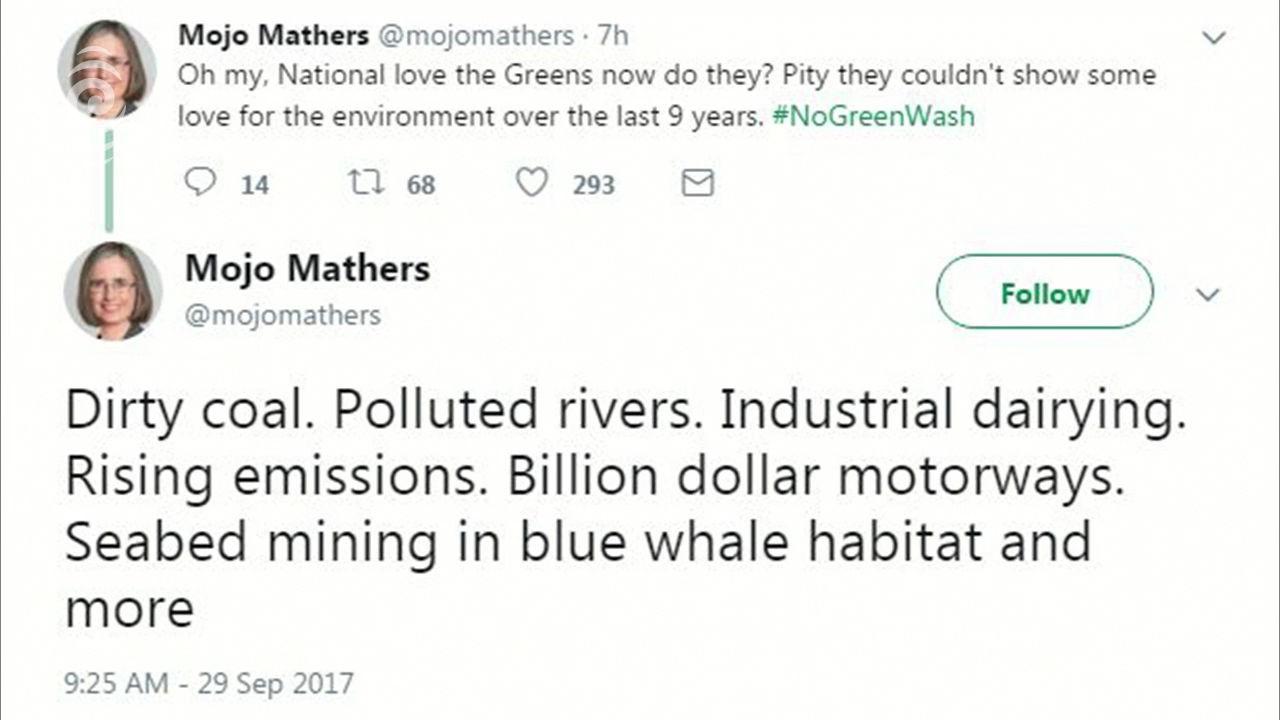 Mojo Mathers @mojomathers · 7h
Oh my, National love the Greens now do they? Pity they couldn't show some
love for the environment over the last 9 years. #NoGreenWash
14 68 293
Mojo Mathers
@mojomathers
Follow
Dirty coal. Polluted rivers. Industrial dairying.
Rising emissions. Billion dollar motorways.
Seabed mining in blue whale habitat and
more
9:25 AM - 29 Sep 2017